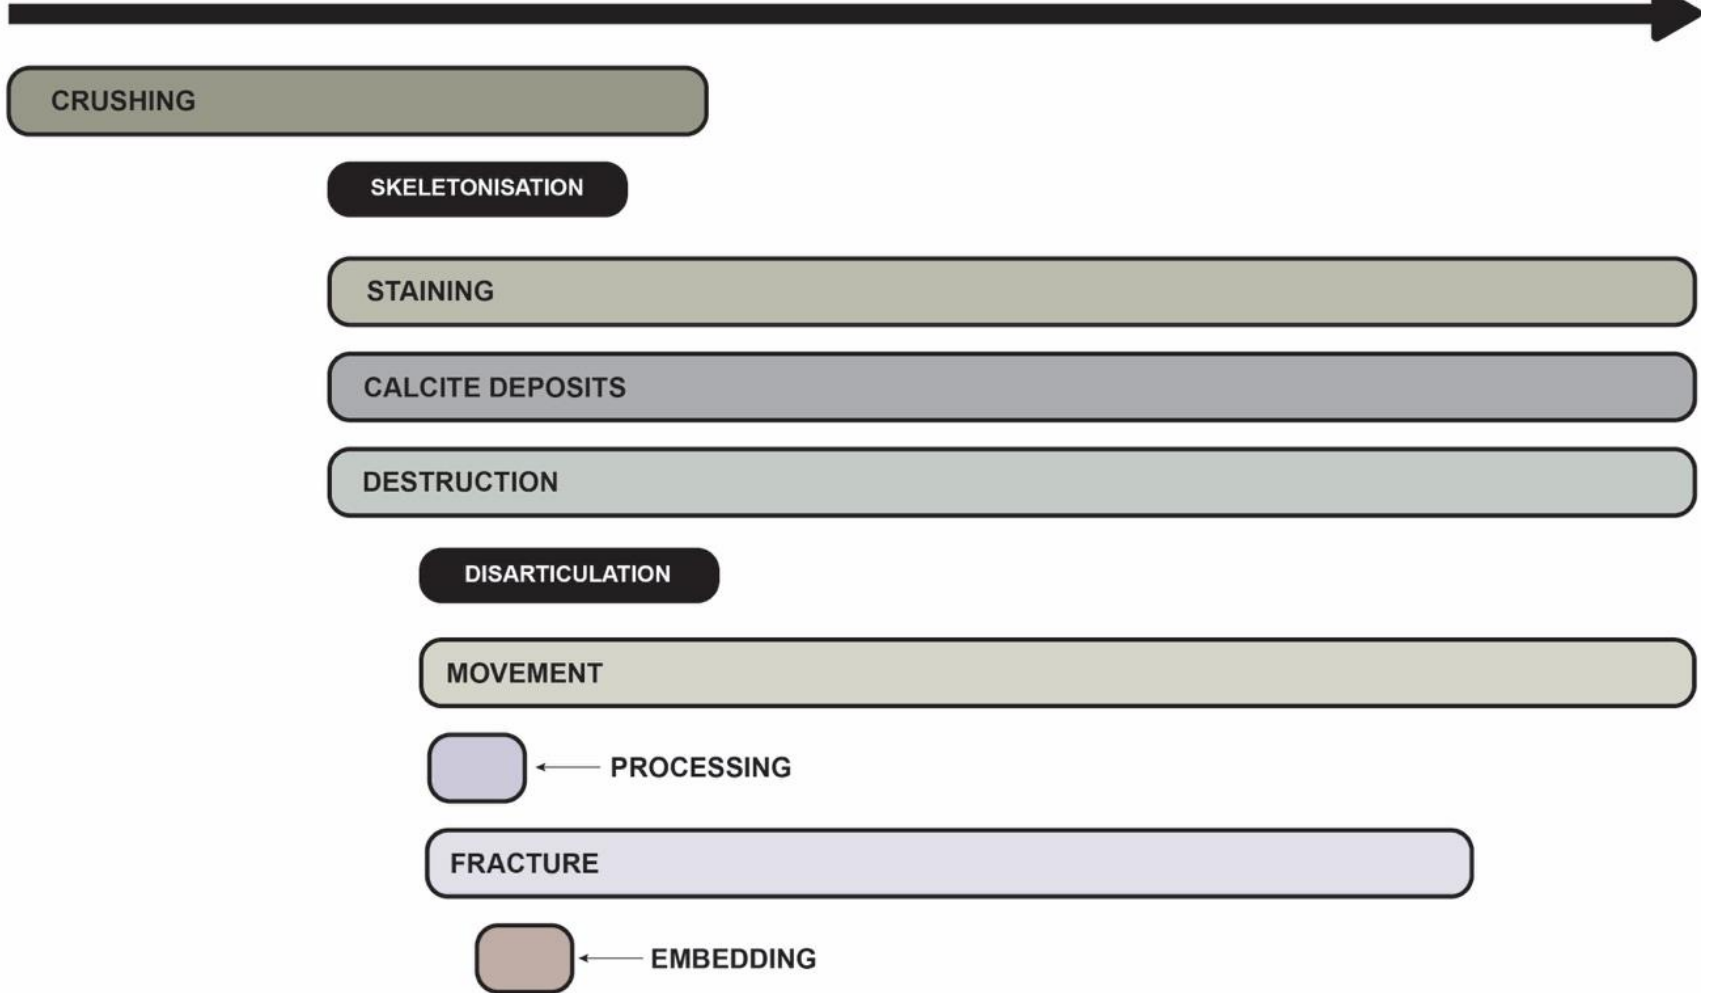 CRUSHING
SKELETONISATION
STAINING
CALCITE DEPOSITS
DESTRUCTION
DISARTICULATION
MOVEMENT
PROCESSING
FRACTURE
EMBEDDING